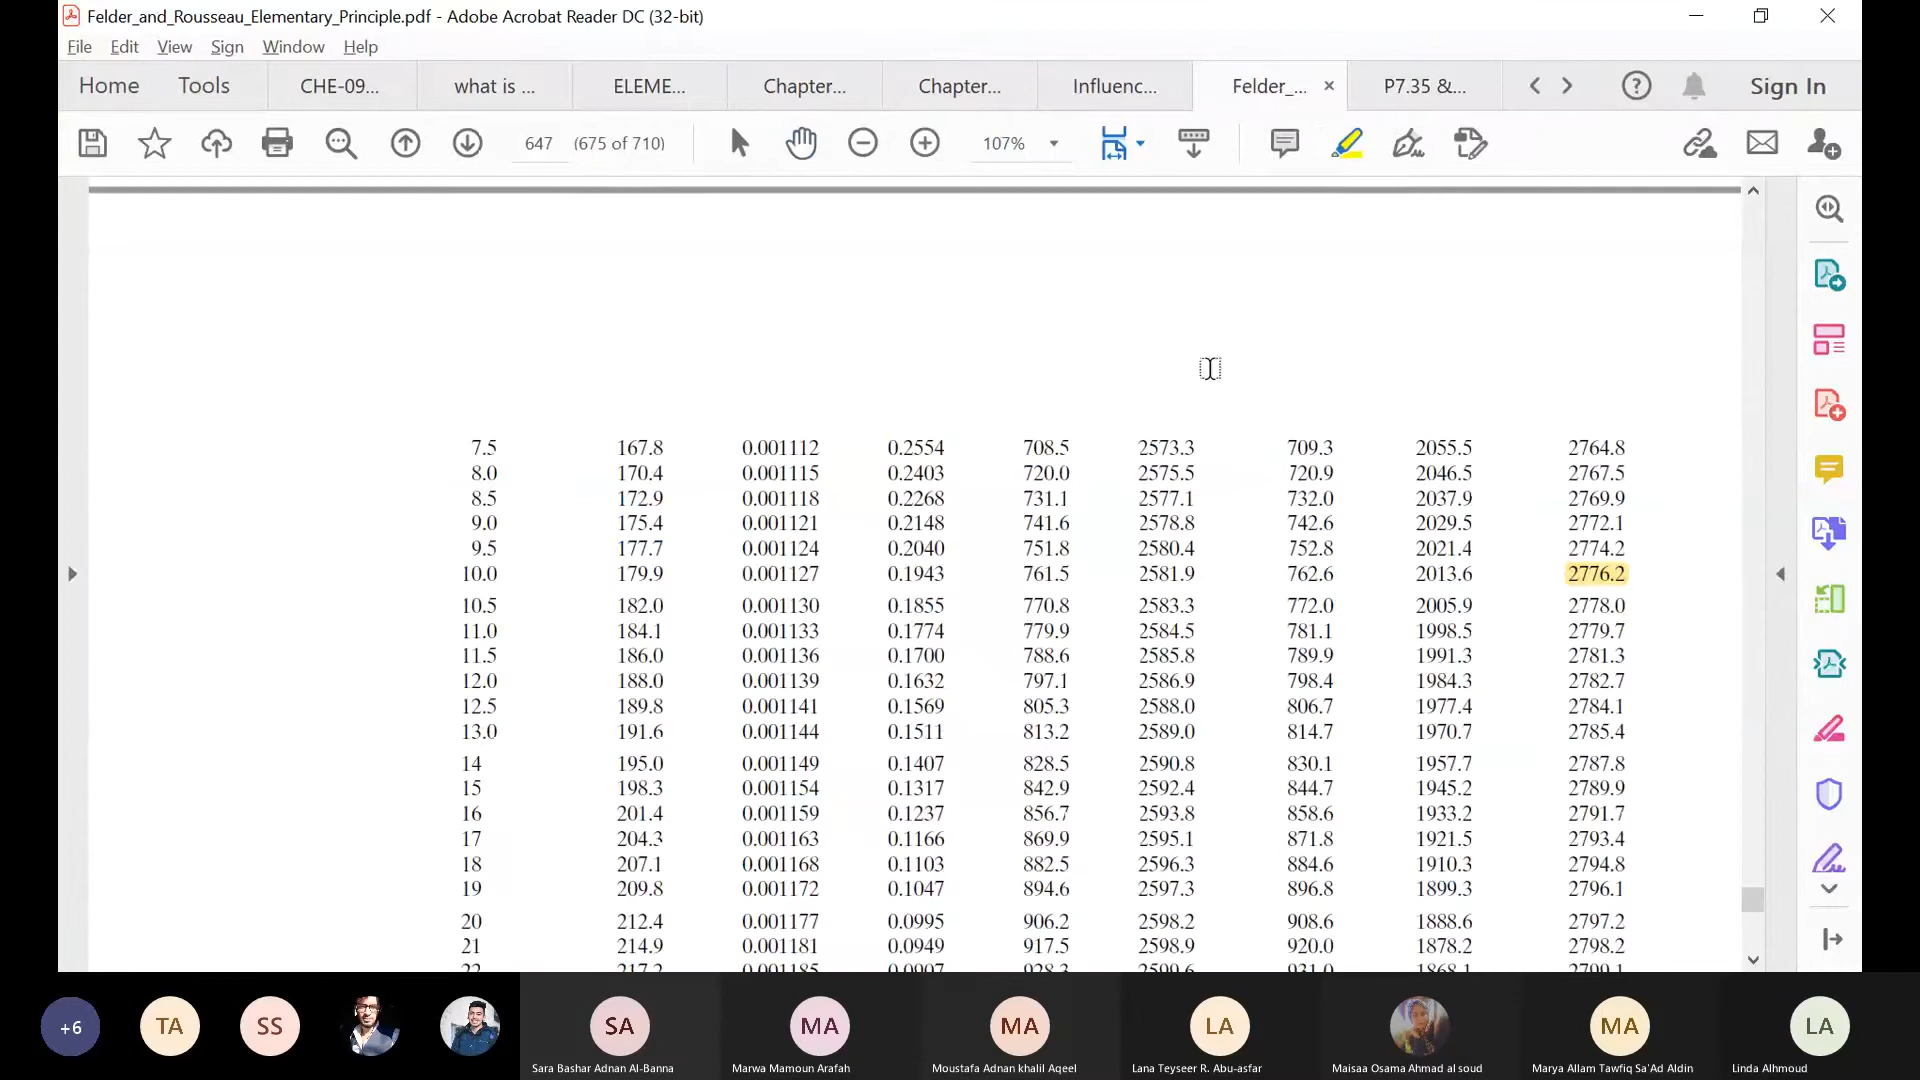 Felder_and_Rousseau_Elementary_Principle.pdf - Adobe Acrobat Reader DC (32-bit)
File Edit View Sign Window Help
Home Tools CHE-09... what is ... ELEME... Chapter... Chapter... Influenc... Felder_... × P7.35 &... Sign In
647 (675 of 710) 107%
7.5 167.8 0.001112 0.2554 708.5 2573.3 709.3 2055.5 2764.8
8.0 170.4 0.001115 0.2403 720.0 2575.5 720.9 2046.5 2767.5
8.5 172.9 0.001118 0.2268 731.1 2577.1 732.0 2037.9 2769.9
9.0 175.4 0.001121 0.2148 741.6 2578.8 742.6 2029.5 2772.1
9.5 177.7 0.001124 0.2040 751.8 2580.4 752.8 2021.4 2774.2
10.0 179.9 0.001127 0.1943 761.5 2581.9 762.6 2013.6 2776.2
10.5 182.0 0.001130 0.1855 770.8 2583.3 772.0 2005.9 2778.0
11.0 184.1 0.001133 0.1774 779.9 2584.5 781.1 1998.5 2779.7
11.5 186.0 0.001136 0.1700 788.6 2585.8 789.9 1991.3 2781.3
12.0 188.0 0.001139 0.1632 797.1 2586.9 798.4 1984.3 2782.7
12.5 189.8 0.001141 0.1569 805.3 2588.0 806.7 1977.4 2784.1
13.0 191.6 0.001144 0.1511 813.2 2589.0 814.7 1970.7 2785.4
14 195.0 0.001149 0.1407 828.5 2590.8 830.1 1957.7 2787.8
15 198.3 0.001154 0.1317 842.9 2592.4 844.7 1945.2 2789.9
16 201.4 0.001159 0.1237 856.7 2593.8 858.6 1933.2 2791.7
17 204.3 0.001163 0.1166 869.9 2595.1 871.8 1921.5 2793.4
18 207.1 0.001168 0.1103 882.5 2596.3 884.6 1910.3 2794.8
19 209.8 0.001172 0.1047 894.6 2597.3 896.8 1899.3 2796.1
20 212.4 0.001177 0.0995 906.2 2598.2 908.6 1888.6 2797.2
21 214.9 0.001181 0.0949 917.5 2598.9 920.0 1878.2 2798.2
22 217.2 0.001185 0.0907 928.3 2599.6 931.0 1868.1 2799.1
+6 TA SS SA MA MA LA MA LA
Sara Bashar Adnan Al-Banna Marwa Mamoun Arafah Moustafa Adnan khalil Aqeel Lana Teyseer R. Abu-asfar Maisaa Osama Ahmad al soud Marya Allam Tawfiq Sa'Ad Aldin Linda Alhmoud